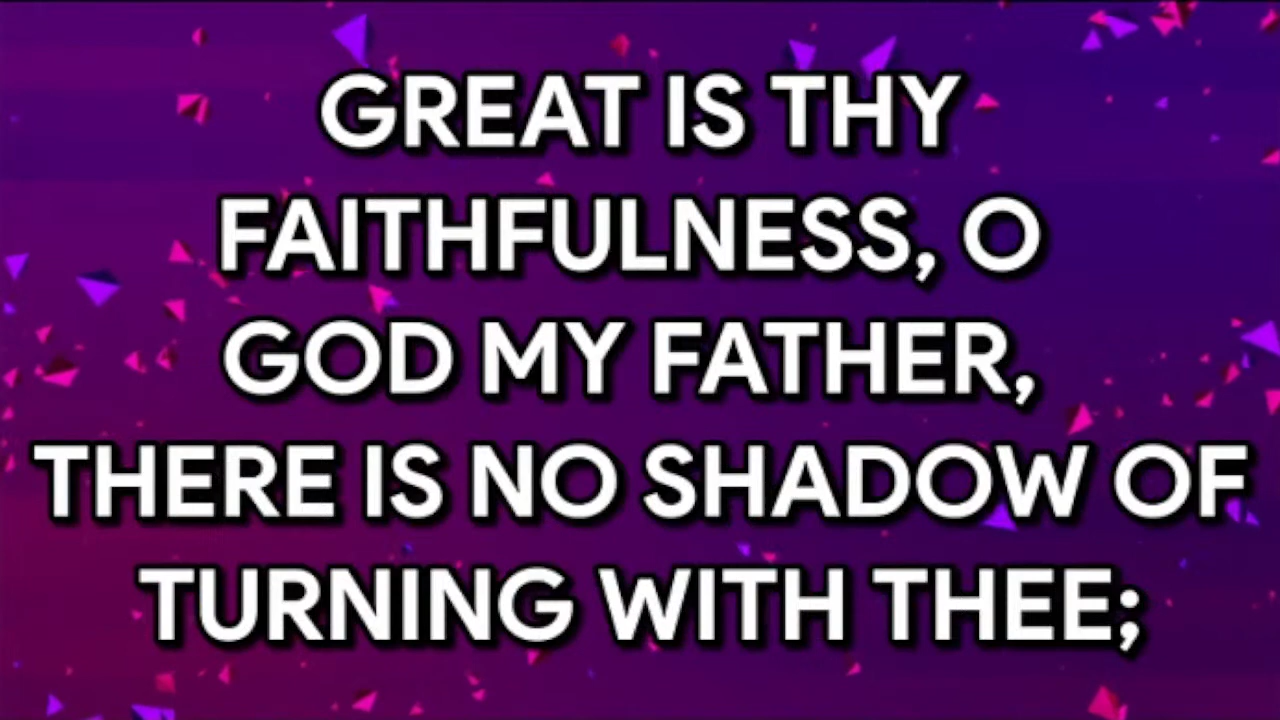 GREAT IS THY
FAITHFULNESS, O
GOD MY FATHER,
THERE IS NO SHADOW OF
TURNING WITH THEE;